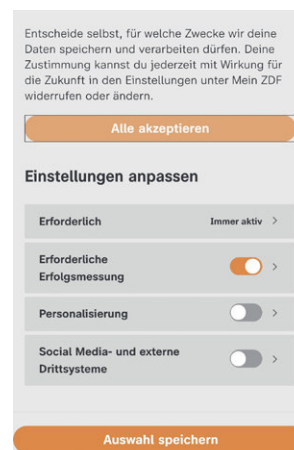 Entscheide selbst, für welche Zwecke wir deine
Daten speichern und verarbeiten dürfen. Deine
Zustimmung kannst du jederzeit mit Wirkung für
die Zukunft in den Einstellungen unter Mein ZDF
widerrufen oder ändern.
Alle akzeptieren
Einstellungen anpassen
Erforderlich Immer aktiv
Erforderliche
Erfolgsmessung
Personalisierung
Social Media- und externe
Drittsysteme
Auswahl speichern